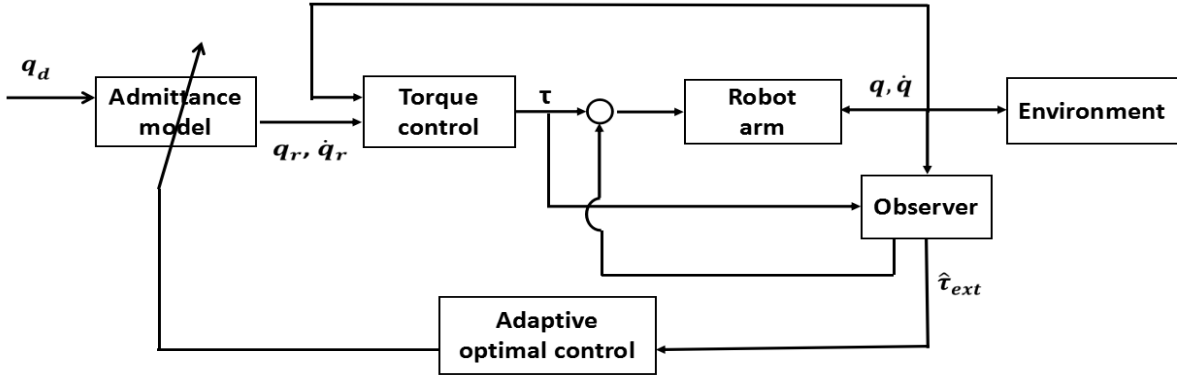 q_d
Admittance
model
q_r, q̇_r
Torque
control
τ
Robot
arm
q, q̇
Environment
Observer
τ̂_ext
Adaptive
optimal control